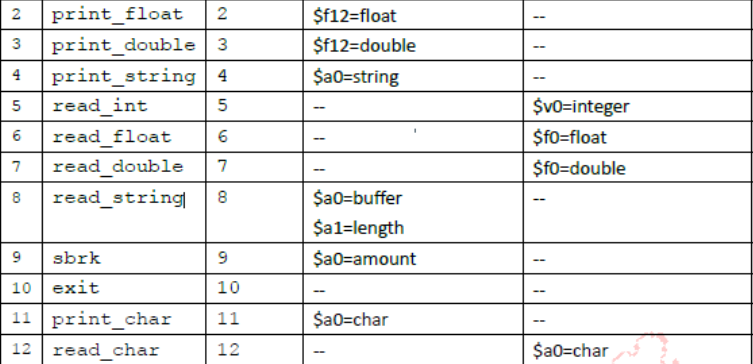 2 print_float 2 $f12=float --
3 print_double 3 $f12=double --
4 print_string 4 $a0=string --
5 read_int 5 -- $v0=integer
6 read_float 6 -- $f0=float
7 read_double 7 -- $f0=double
8 read_string 8 $a0=buffer --
$a1=length
9 sbrk 9 $a0=amount --
10 exit 10 -- --
11 print_char 11 $a0=char --
12 read_char 12 -- $a0=char